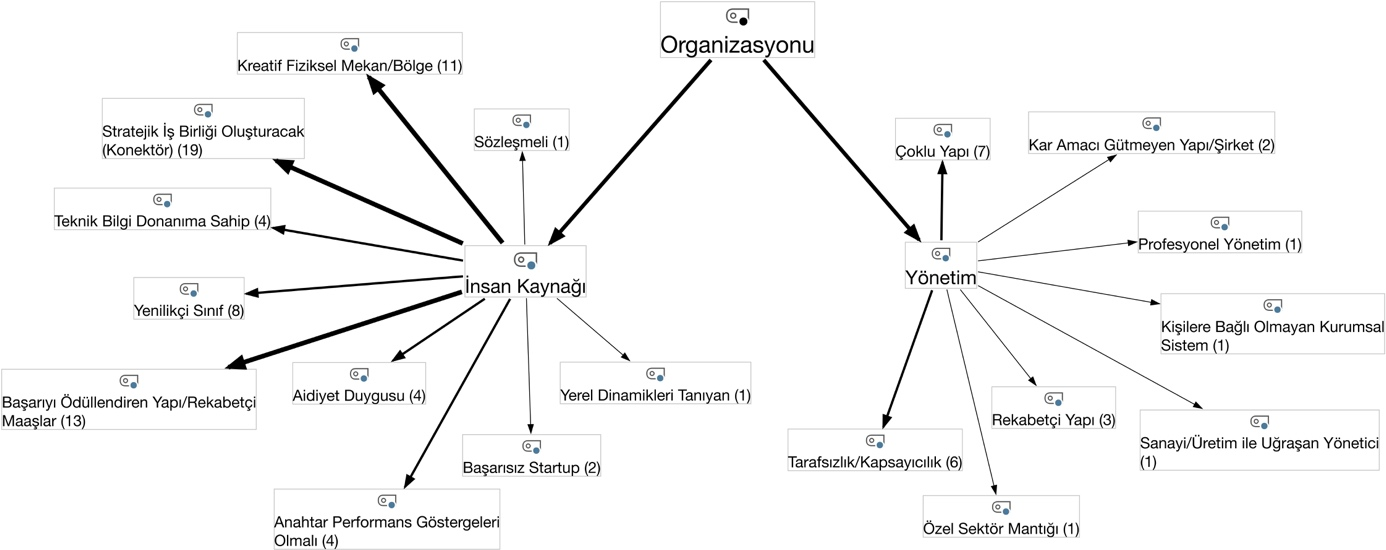 Organizasyonu
Kreatif Fiziksel Mekan/Bölge (11)
Stratejik İş Birliği Oluşturacak
(Konektör) (19)
Sözleşmeli (1)
Teknik Bilgi Donanıma Sahip (4)
İnsan Kaynağı
Yenilikçi Sınıf (8)
Başarıyı Ödüllendiren Yapı/Rekabetçi
Maaşlar (13)
Aidiyet Duygusu (4)
Yerel Dinamikleri Tanıyan (1)
Başarısız Startup (2)
Anahtar Performans Göstergeleri
Olmalı (4)
Çoklu Yapı (7)
Kar Amacı Gütmeyen Yapı/Şirket (2)
Profesyonel Yönetim (1)
Yönetim
Kişilere Bağlı Olmayan Kurumsal
Sistem (1)
Rekabetçi Yapı (3)
Sanayi/Üretim ile Uğraşan Yönetici
(1)
Tarafsızlık/Kapsayıcılık (6)
Özel Sektör Mantığı (1)